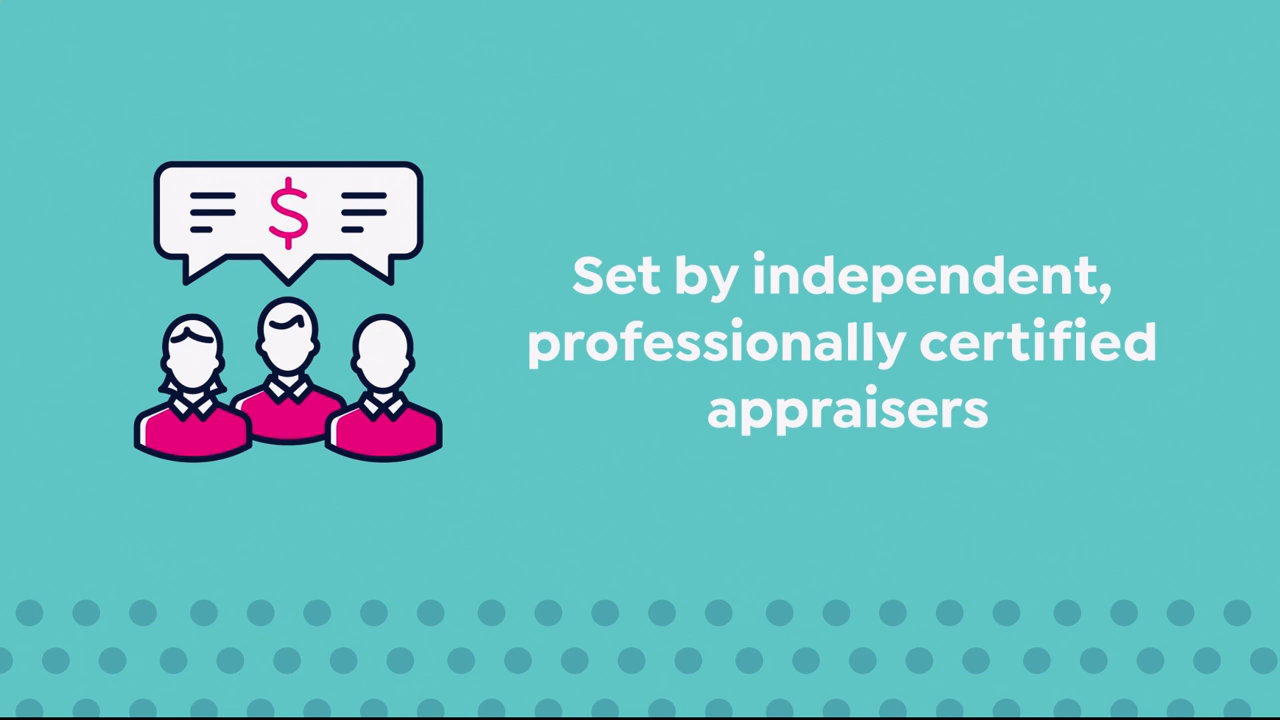 $
Set by independent,
professionally certified
appraisers